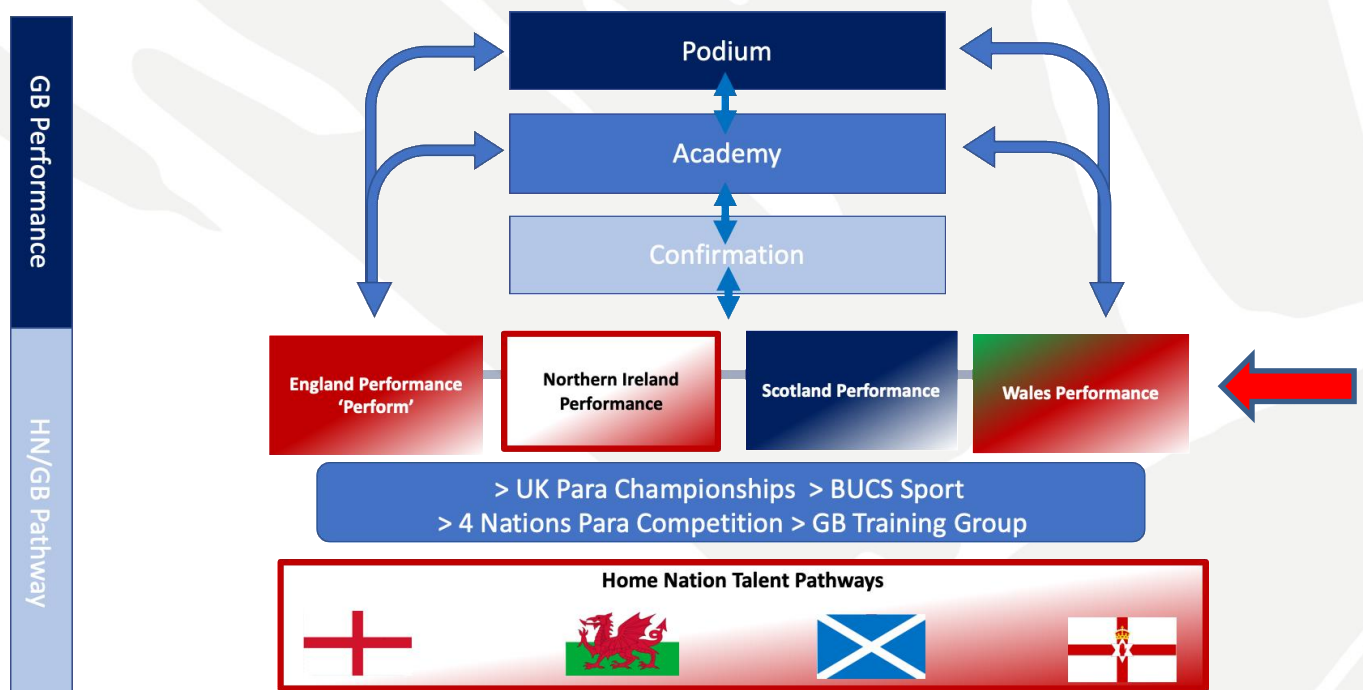 GB Performance
HN/GB Pathway
Podium
Academy
Confirmation
England Performance
‘Perform’
Northern Ireland
Performance
Scotland Performance
Wales Performance
> UK Para Championships > BUCS Sport
> 4 Nations Para Competition > GB Training Group
Home Nation Talent Pathways